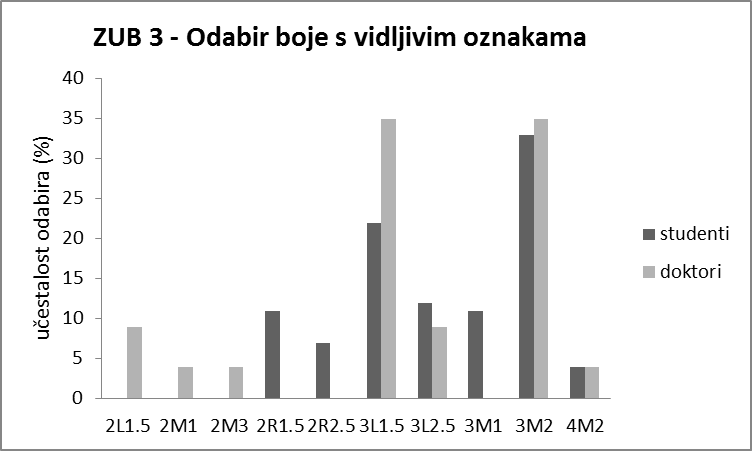 ZUB 3 - Odabir boje s vidljivim oznakama
učestalost odabira (%)
40
35
30
25
20
15
10
5
0
2L1.5 2M1 2M3 2R1.5 2R2.5 3L1.5 3L2.5 3M1 3M2 4M2
studenti
doktori